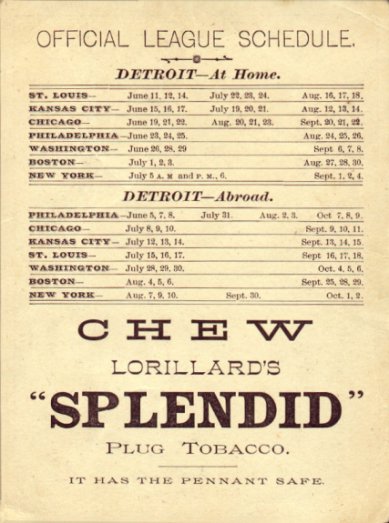 OFFICIAL LEAGUE SCHEDULE.
DETROIT—At Home.
ST. LOUIS— June 11, 12, 14. July 22, 23, 24. Aug. 16, 17, 18.
KANSAS CITY— June 15, 16, 17. July 19, 20, 21. Aug. 12, 13, 14.
CHICAGO— June 19, 21, 22. Aug. 20, 21, 23. Sept. 20, 21, 22.
PHILADELPHIA— June 23, 24, 25. Aug. 24, 25, 26.
WASHINGTON— June 26, 28, 29 Sept 6, 7, 8.
BOSTON— July 1, 2, 3. Aug. 27, 28, 30.
NEW YORK— July 5 A. M and P. M., 6. Sept. 1, 2, 4.
DETROIT—Abroad.
PHILADELPHIA—June 5, 7, 8. July 31. Aug. 2, 3. Oct 7, 8, 9.
CHICAGO— July 8, 9, 10. Sept. 9, 10, 11.
KANSAS CITY— July 12, 13, 14. Sept. 13, 14, 15.
ST. LOUIS— July 15, 16, 17. Sept 16, 17, 18.
WASHINGTON— July 28, 29, 30. Oct. 4, 5, 6.
BOSTON— Aug. 4, 5, 6. Sept. 25, 28, 29.
NEW YORK— Aug. 7, 9, 10. Sept. 30. Oct. 1, 2.
CHEW
LORILLARD'S
"SPLENDID"
PLUG TOBACCO.
IT HAS THE PENNANT SAFE.